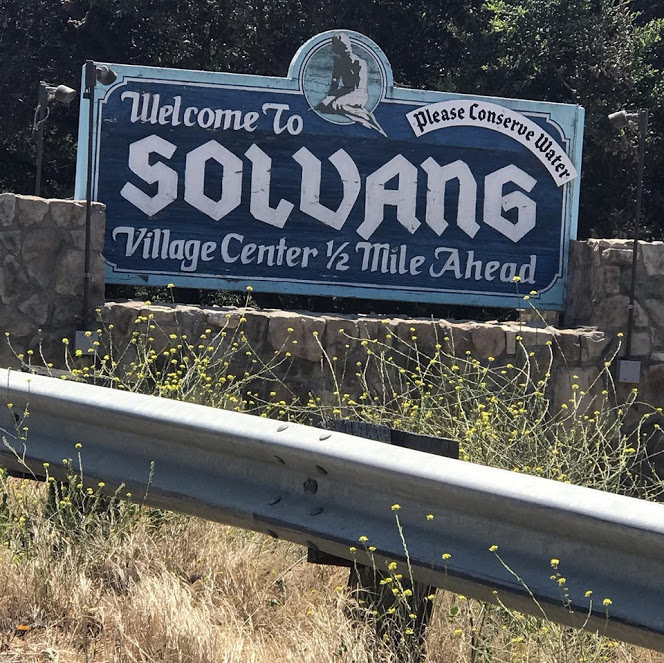 Welcome To
Please Conserve Water
SOLVANG
Village Center ½ Mile Ahead